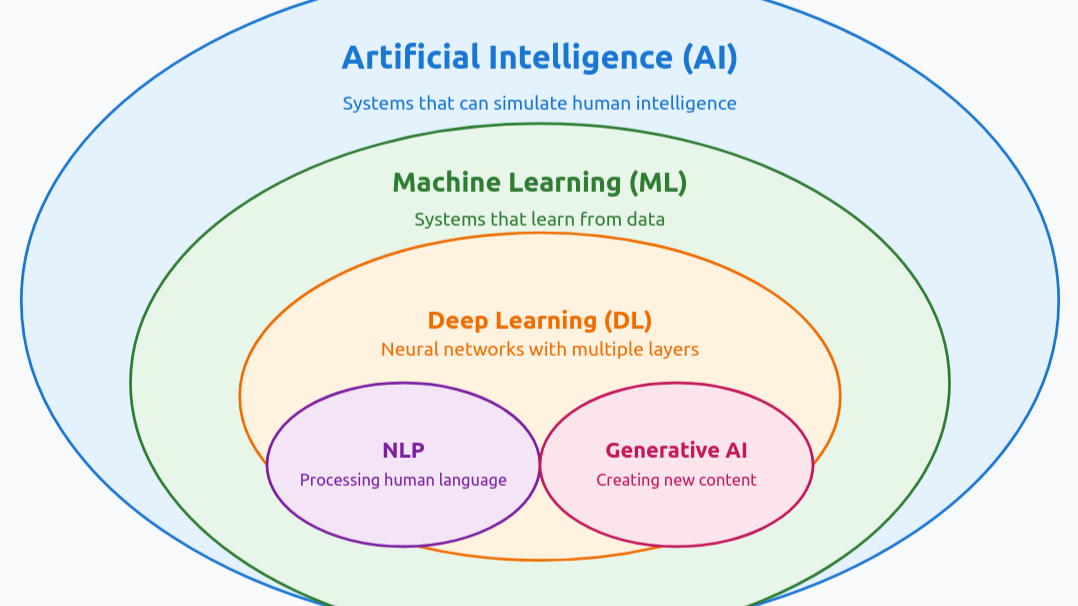 Artificial Intelligence (AI)
Systems that can simulate human intelligence
Machine Learning (ML)
Systems that learn from data
Deep Learning (DL)
Neural networks with multiple layers
NLP
Processing human language
Generative AI
Creating new content